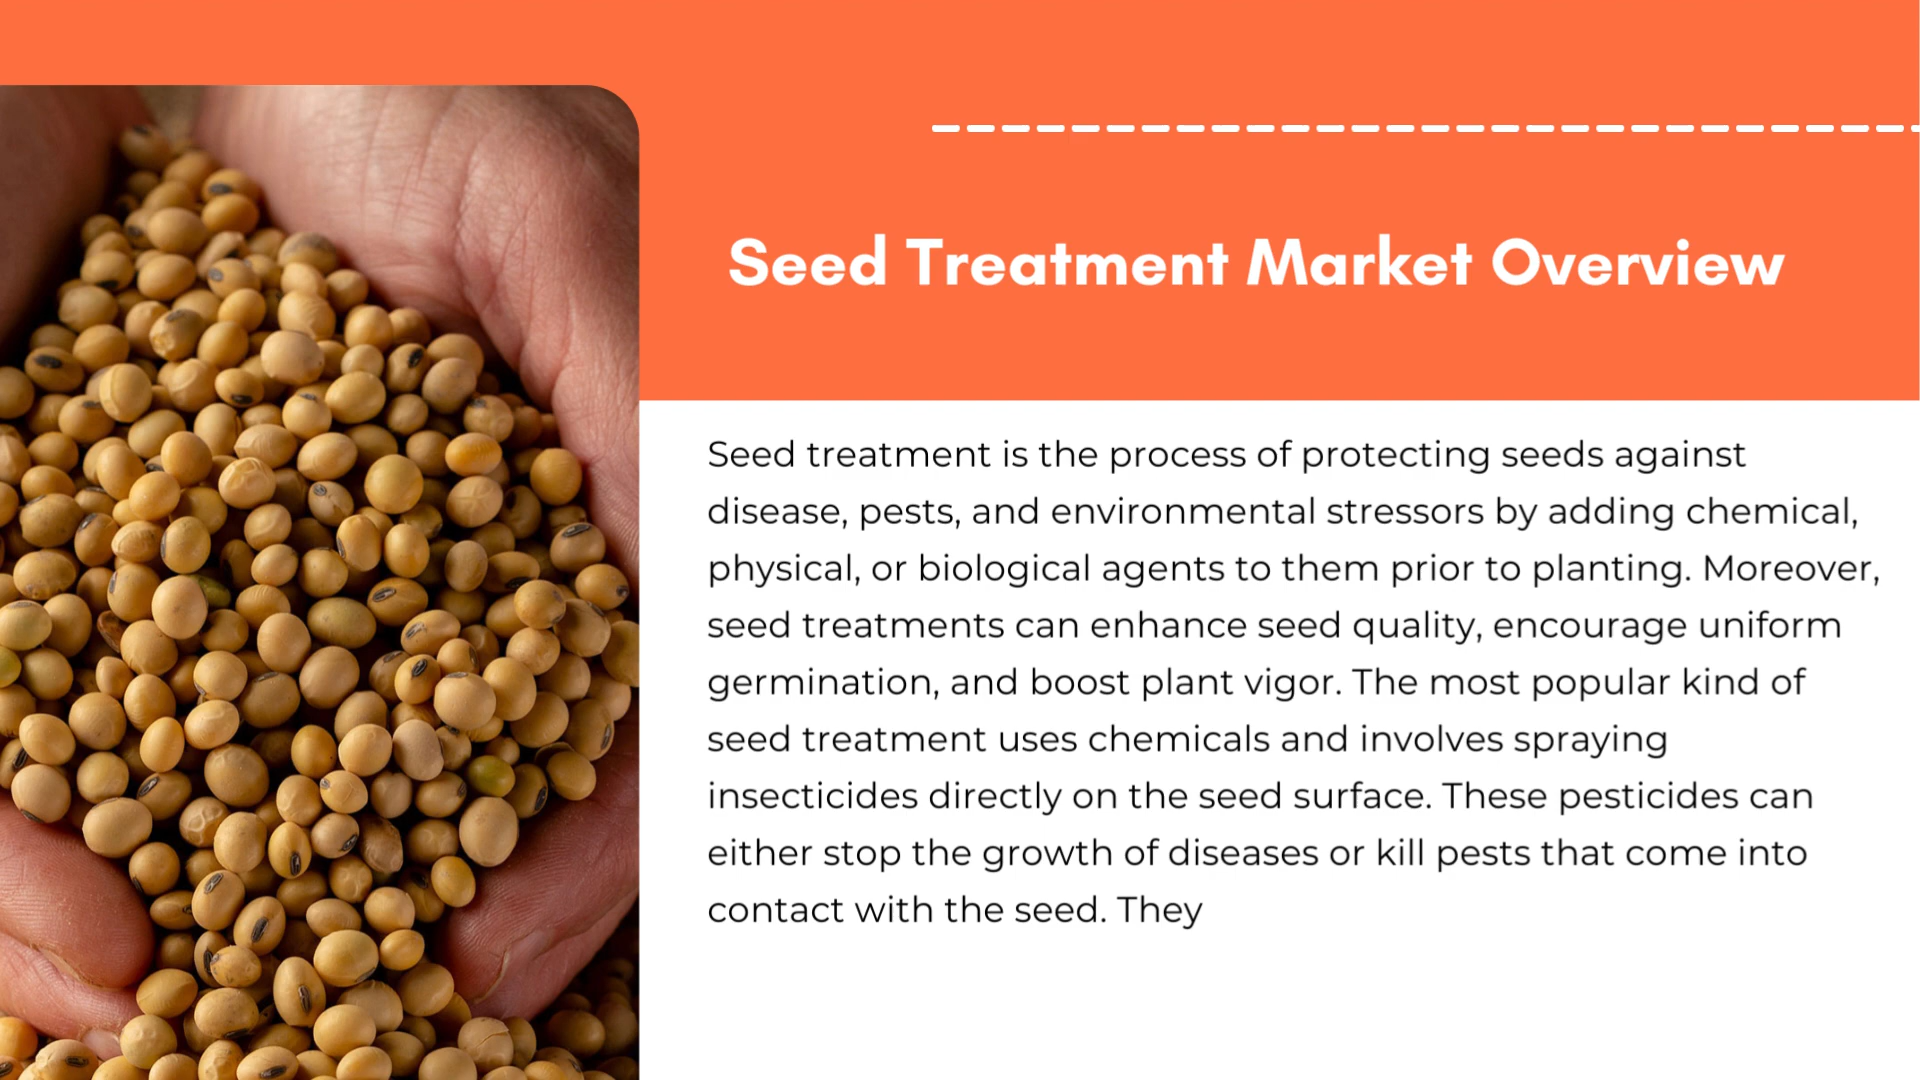 Seed Treatment Market Overview
Seed treatment is the process of protecting seeds against
disease, pests, and environmental stressors by adding chemical,
physical, or biological agents to them prior to planting. Moreover,
seed treatments can enhance seed quality, encourage uniform
germination, and boost plant vigor. The most popular kind of
seed treatment uses chemicals and involves spraying
insecticides directly on the seed surface. These pesticides can
either stop the growth of diseases or kill pests that come into
contact with the seed. They